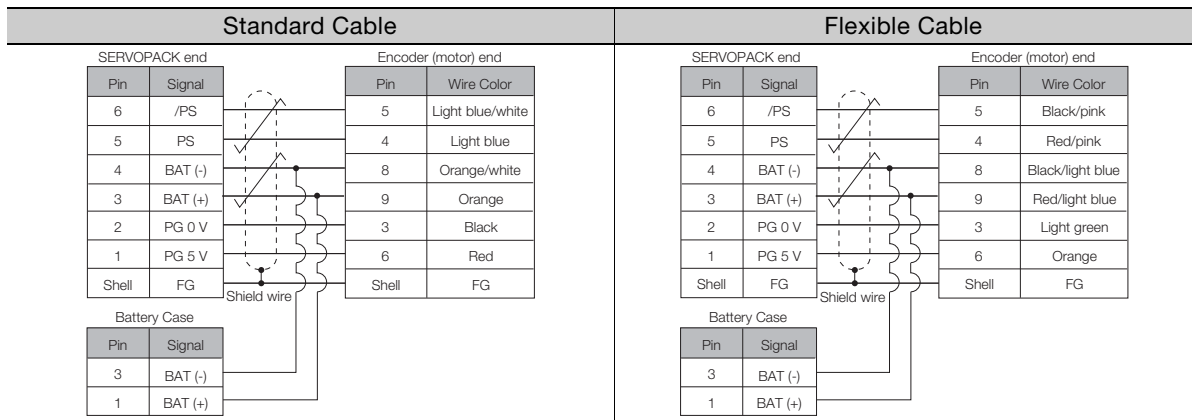 Standard Cable
SERVOPACK end Encoder (motor) end
Pin Signal Pin Wire Color
6 /PS 5 Light blue/white
5 PS 4 Light blue
4 BAT (-) 8 Orange/white
3 BAT (+) 9 Orange
2 PG 0 V 3 Black
1 PG 5 V 6 Red
Shell FG Shell FG
Shield wire
Battery Case
Pin Signal
3 BAT (-)
1 BAT (+)
Flexible Cable
SERVOPACK end Encoder (motor) end
Pin Signal Pin Wire Color
6 /PS 5 Black/pink
5 PS 4 Red/pink
4 BAT (-) 8 Black/light blue
3 BAT (+) 9 Red/light blue
2 PG 0 V 3 Light green
1 PG 5 V 6 Orange
Shell FG Shell FG
Shield wire
Battery Case
Pin Signal
3 BAT (-)
1 BAT (+)